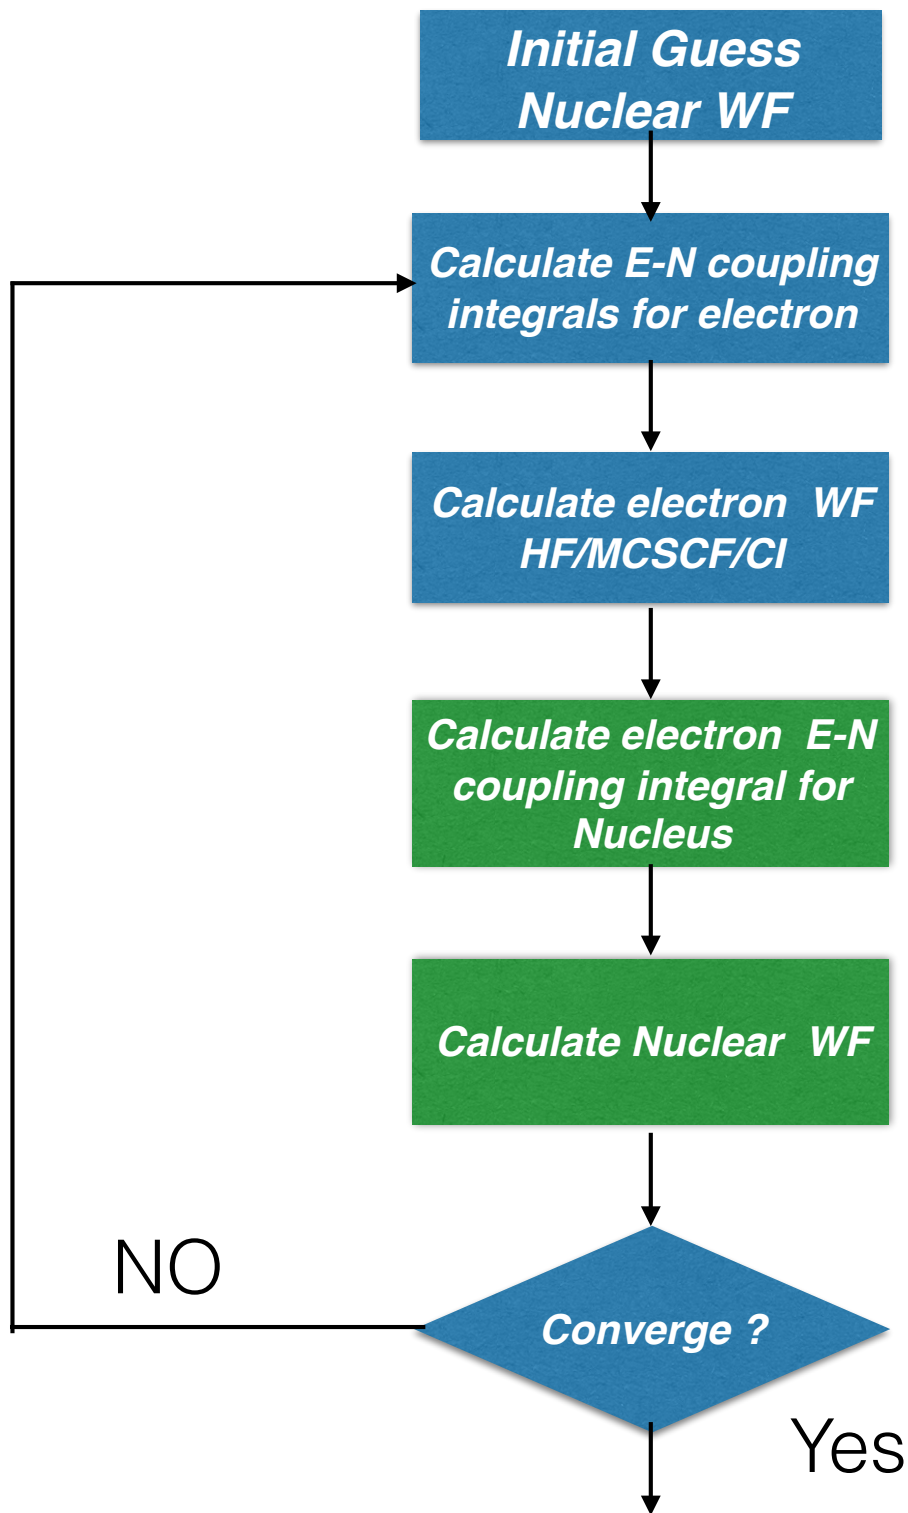 Initial Guess
Nuclear WF
Calculate E-N coupling
integrals for electron
Calculate electron WF
HF/MCSCF/CI
Calculate electron E-N
coupling integral for
Nucleus
Calculate Nuclear WF
NO
Converge ?
Yes